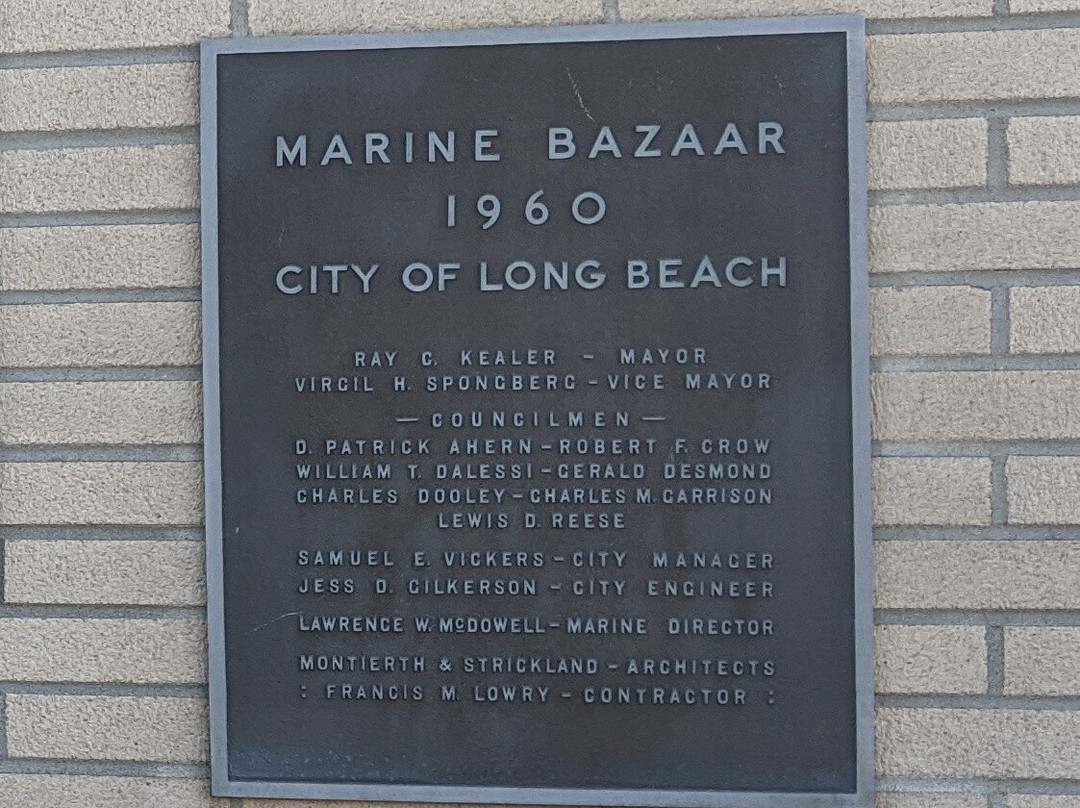 MARINE BAZAAR
1960
CITY OF LONG BEACH
RAY C. KEALER – MAYOR
VIRGIL H. SPONGBERG – VICE MAYOR
— COUNCILMEN —
D. PATRICK AHERN – ROBERT F. CROW
WILLIAM T. DALESSI – GERALD DESMOND
CHARLES DOOLEY – CHARLES M. GARRISON
LEWIS D. REESE
SAMUEL E. VICKERS – CITY MANAGER
JESS D. GILKERSON – CITY ENGINEER
LAWRENCE W. McDOWELL – MARINE DIRECTOR
MONTIERTH & STRICKLAND – ARCHITECTS
: FRANCIS M. LOWRY – CONTRACTOR :